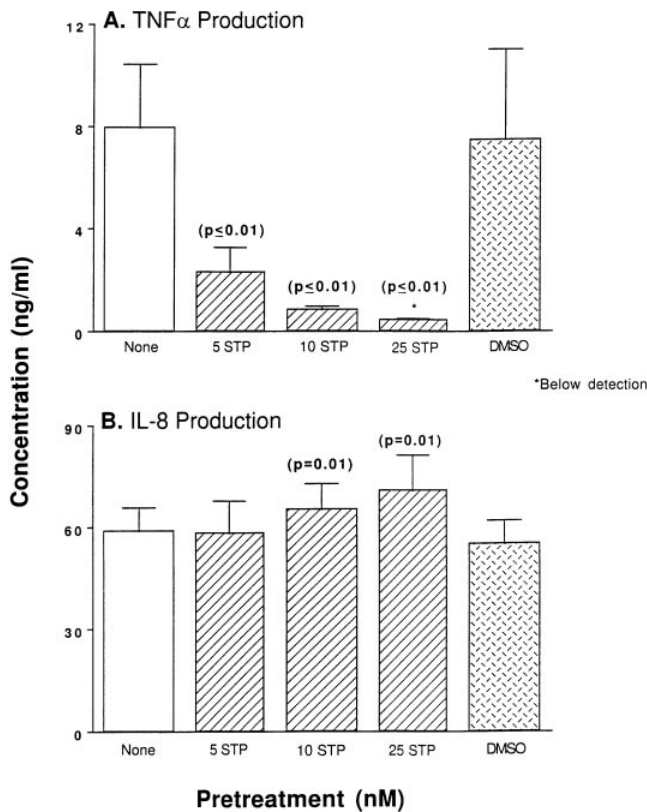 A. TNFα Production
12
8
4
0
(p≤0.01)
(p≤0.01)
(p≤0.01)
*
None
5 STP
10 STP
25 STP
DMSO
*Below detection
Concentration (ng/ml)
B. IL-8 Production
90
60
30
0
(p=0.01)
(p=0.01)
None
5 STP
10 STP
25 STP
DMSO
Pretreatment (nM)